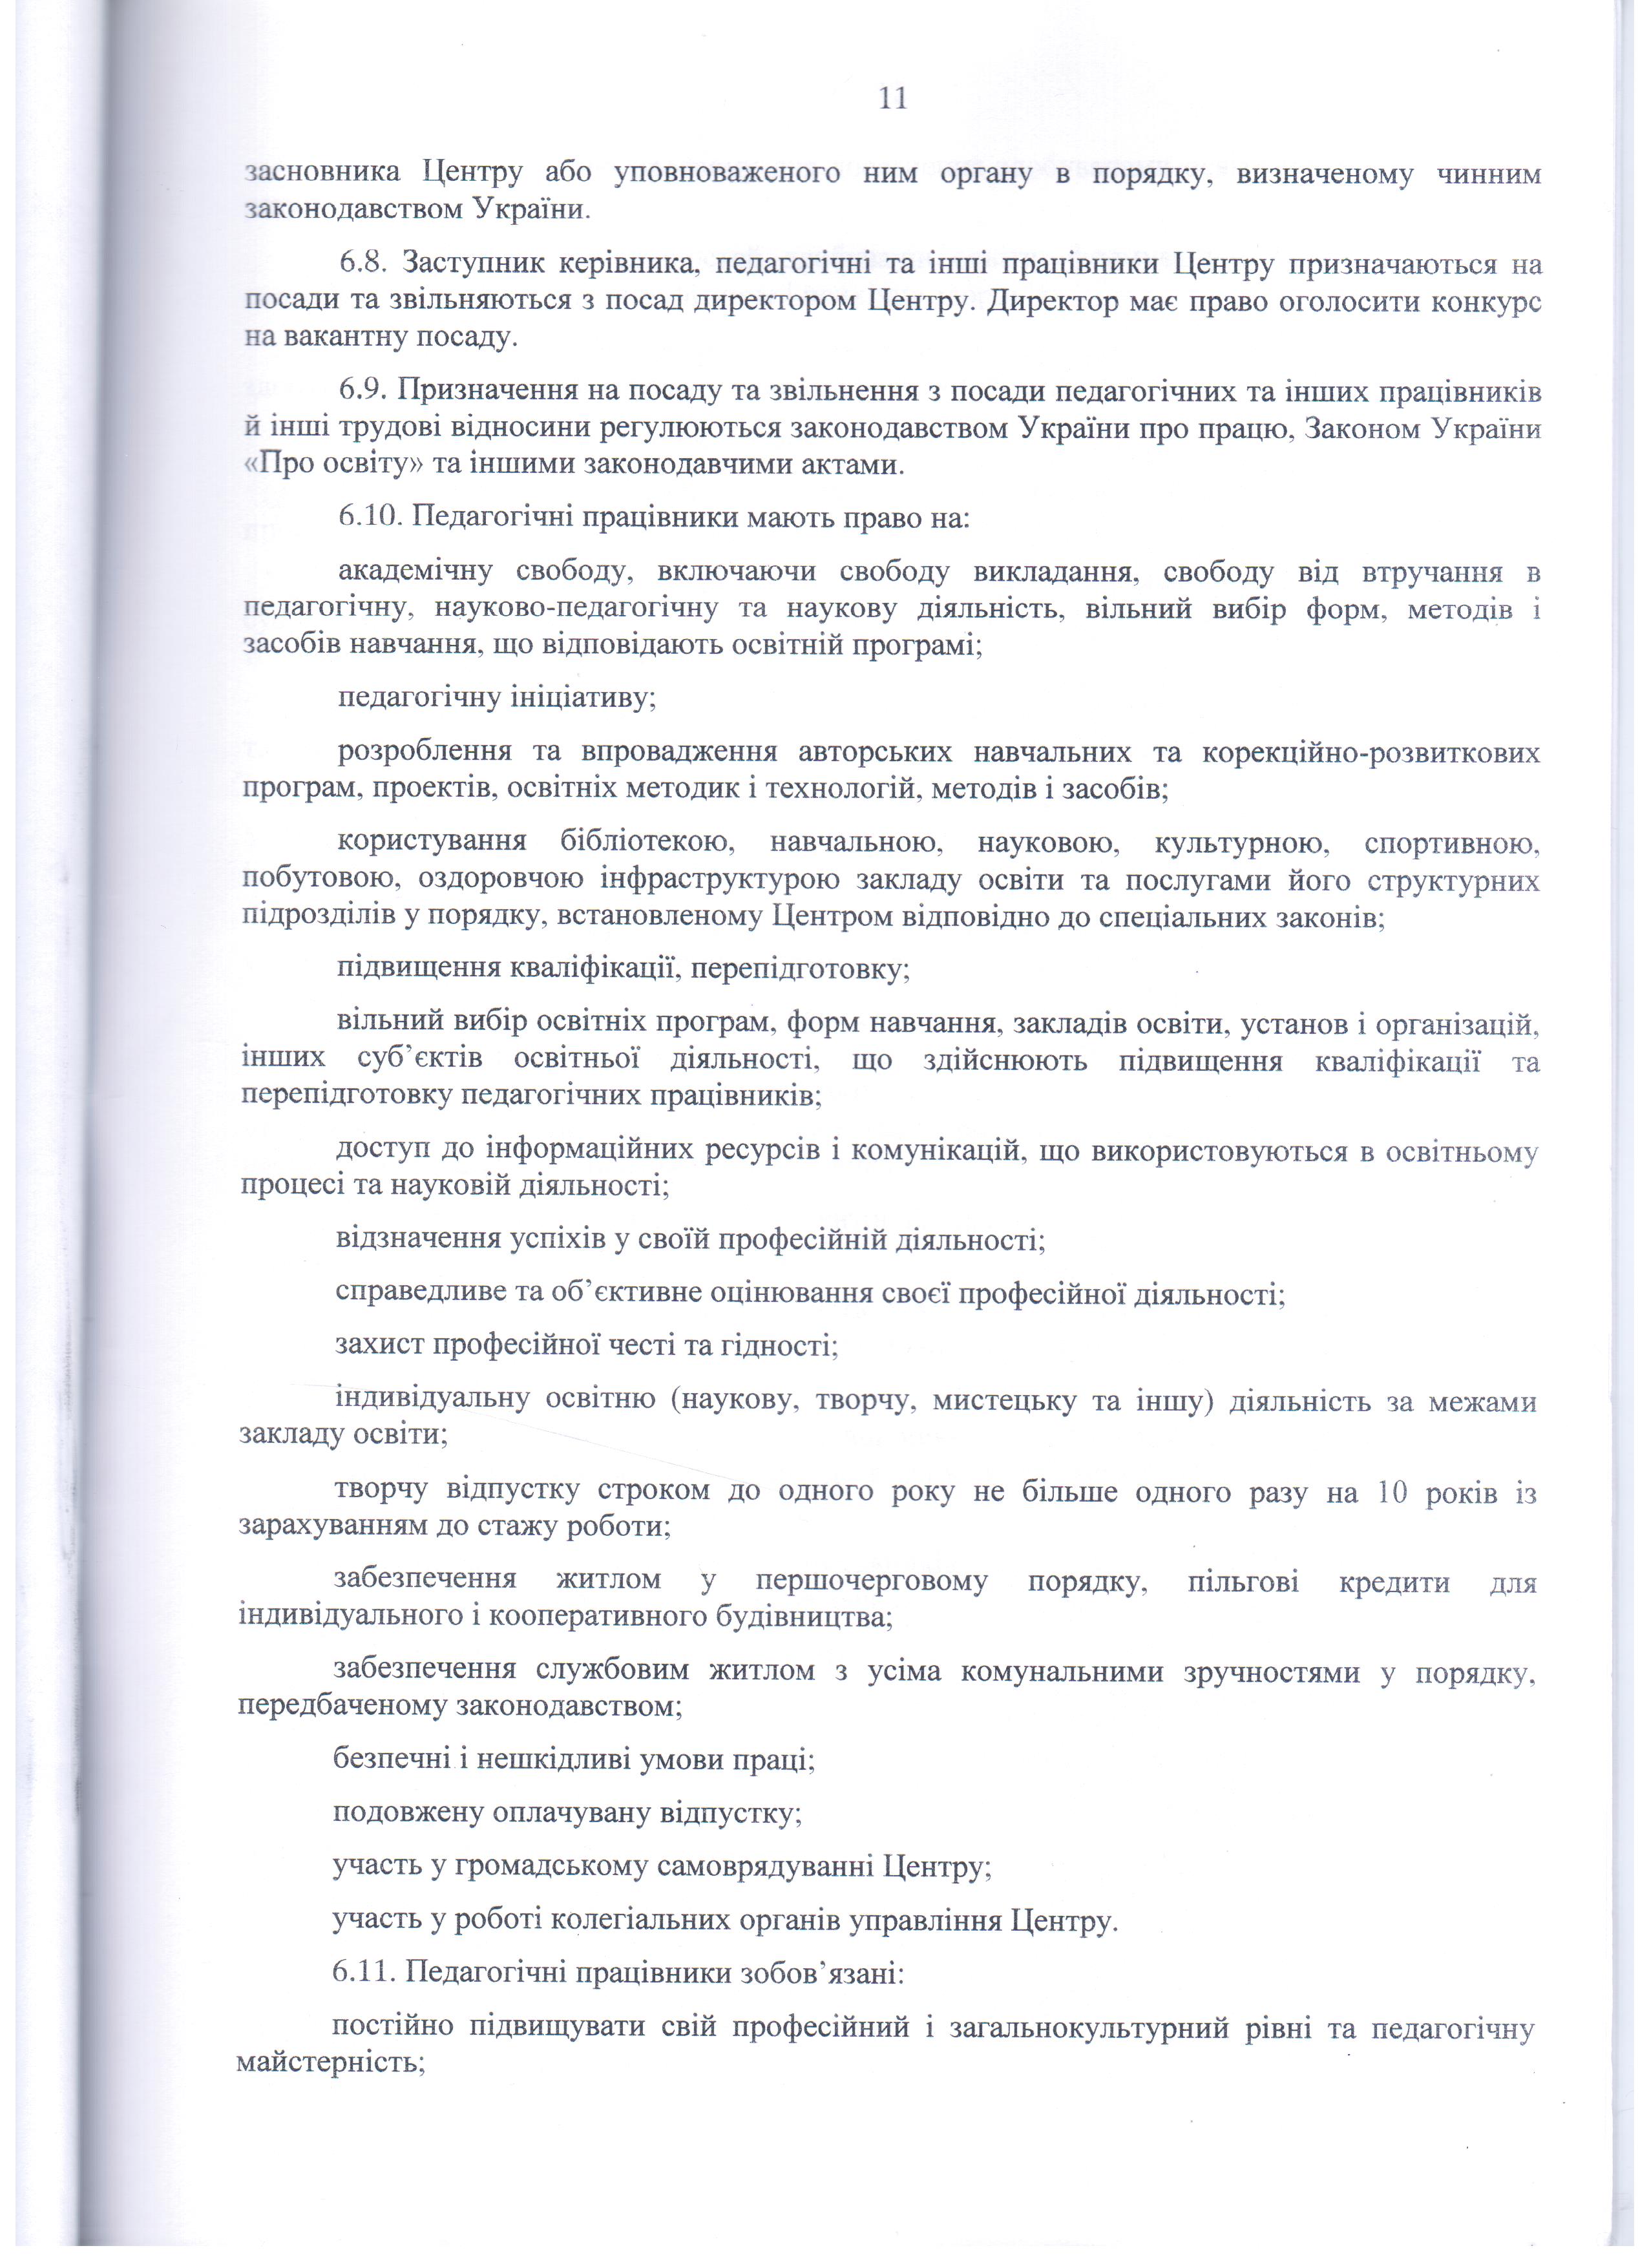 11
засновника Центру або уповноваженого ним органу в порядку, визначеному чинним
законодавством України.
6.8. Заступник керівника, педагогічні та інші працівники Центру призначаються на
посади та звільняються з посад директором Центру. Директор має право оголосити конкурс
на вакантну посаду.
6.9. Призначення на посаду та звільнення з посади педагогічних та інших працівників
й інші трудові відносини регулюються законодавством України про працю, Законом України
«Про освіту» та іншими законодавчими актами.
6.10. Педагогічні працівники мають право на:
академічну свободу, включаючи свободу викладання, свободу від втручання в
педагогічну, науково-педагогічну та наукову діяльність, вільний вибір форм, методів і
засобів навчання, що відповідають освітній програмі;
педагогічну ініціативу;
розроблення та впровадження авторських навчальних та корекційно-розвиткових
програм, проектів, освітніх методик і технологій, методів і засобів;
користування бібліотекою, навчальною, науковою, культурною, спортивною,
побутовою, оздоровчою інфраструктурою закладу освіти та послугами його структурних
підрозділів у порядку, встановленому Центром відповідно до спеціальних законів;
підвищення кваліфікації, перепідготовку;
вільний вибір освітніх програм, форм навчання, закладів освіти, установ і організацій,
інших суб’єктів освітньої діяльності, що здійснюють підвищення кваліфікації та
перепідготовку педагогічних працівників;
доступ до інформаційних ресурсів і комунікацій, що використовуються в освітньому
процесі та науковій діяльності;
відзначення успіхів у своїй професійній діяльності;
справедливе та об’єктивне оцінювання своєї професійної діяльності;
захист професійної честі та гідності;
індивідуальну освітню (наукову, творчу, мистецьку та іншу) діяльність за межами
закладу освіти;
творчу відпустку строком до одного року не більше одного разу на 10 років із
зарахуванням до стажу роботи;
забезпечення житлом у першочерговому порядку, пільгові кредити для
індивідуального і кооперативного будівництва;
забезпечення службовим житлом з усіма комунальними зручностями у порядку,
передбаченому законодавством;
безпечні і нешкідливі умови праці;
подовжену оплачувану відпустку;
участь у громадському самоврядуванні Центру;
участь у роботі колегіальних органів управління Центру.
6.11. Педагогічні працівники зобов’язані:
постійно підвищувати свій професійний і загальнокультурний рівні та педагогічну
майстерність;